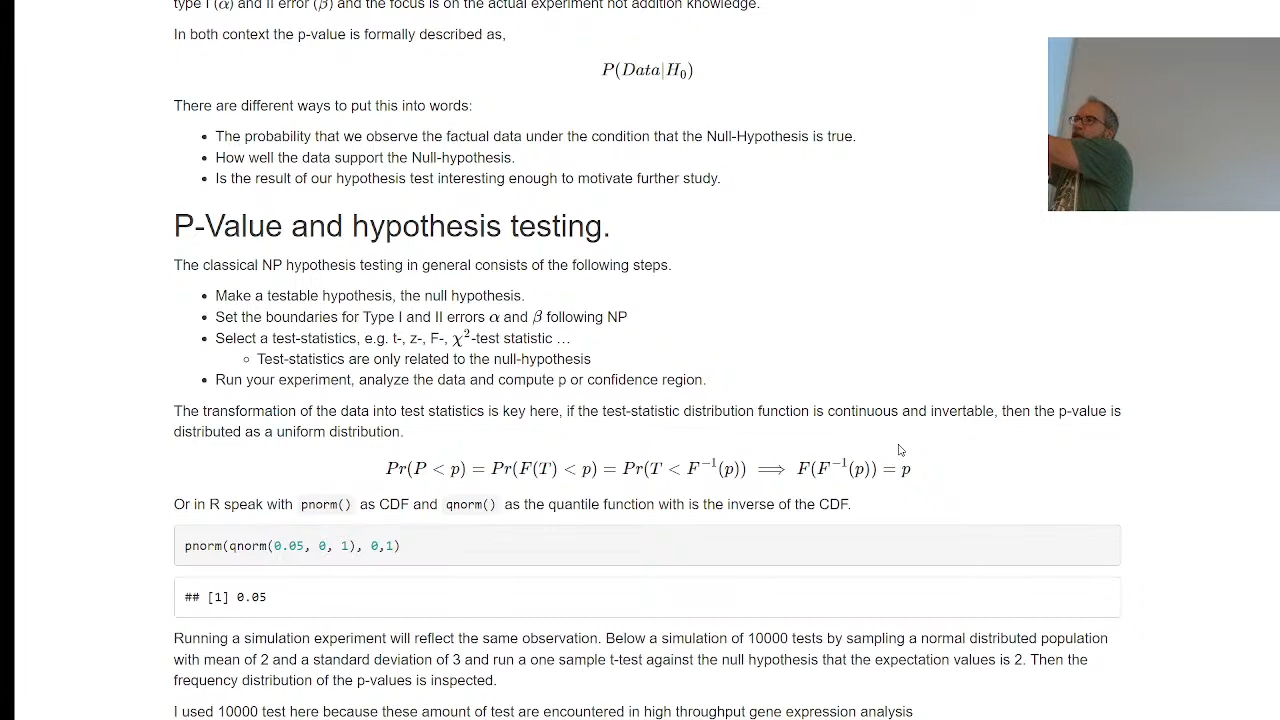 type I (α) and II error (β) and the focus is on the actual experiment not addition knowledge.
In both context the p-value is formally described as,
P(Data|H₀)
There are different ways to put this into words:
• The probability that we observe the factual data under the condition that the Null-Hypothesis is true.
• How well the data support the Null-hypothesis.
• Is the result of our hypothesis test interesting enough to motivate further study.
P-Value and hypothesis testing.
The classical NP hypothesis testing in general consists of the following steps.
• Make a testable hypothesis, the null hypothesis.
• Set the boundaries for Type I and II errors α and β following NP
• Select a test-statistics, e.g. t-, z-, F-, χ²-test statistic …
◦ Test-statistics are only related to the null-hypothesis
• Run your experiment, analyze the data and compute p or confidence region.
The transformation of the data into test statistics is key here, if the test-statistic distribution function is continuous and invertable, then the p-value is
distributed as a uniform distribution.
Pr(P < p) = Pr(F(T) < p) = Pr(T < F⁻¹(p)) ⟹ F(F⁻¹(p)) = p
Or in R speak with pnorm() as CDF and qnorm() as the quantile function with is the inverse of the CDF.
pnorm(qnorm(0.05, 0, 1), 0,1)
## [1] 0.05
Running a simulation experiment will reflect the same observation. Below a simulation of 10000 tests by sampling a normal distributed population
with mean of 2 and a standard deviation of 3 and run a one sample t-test against the null hypothesis that the expectation values is 2. Then the
frequency distribution of the p-values is inspected.
I used 10000 test here because these amount of test are encountered in high throughput gene expression analysis